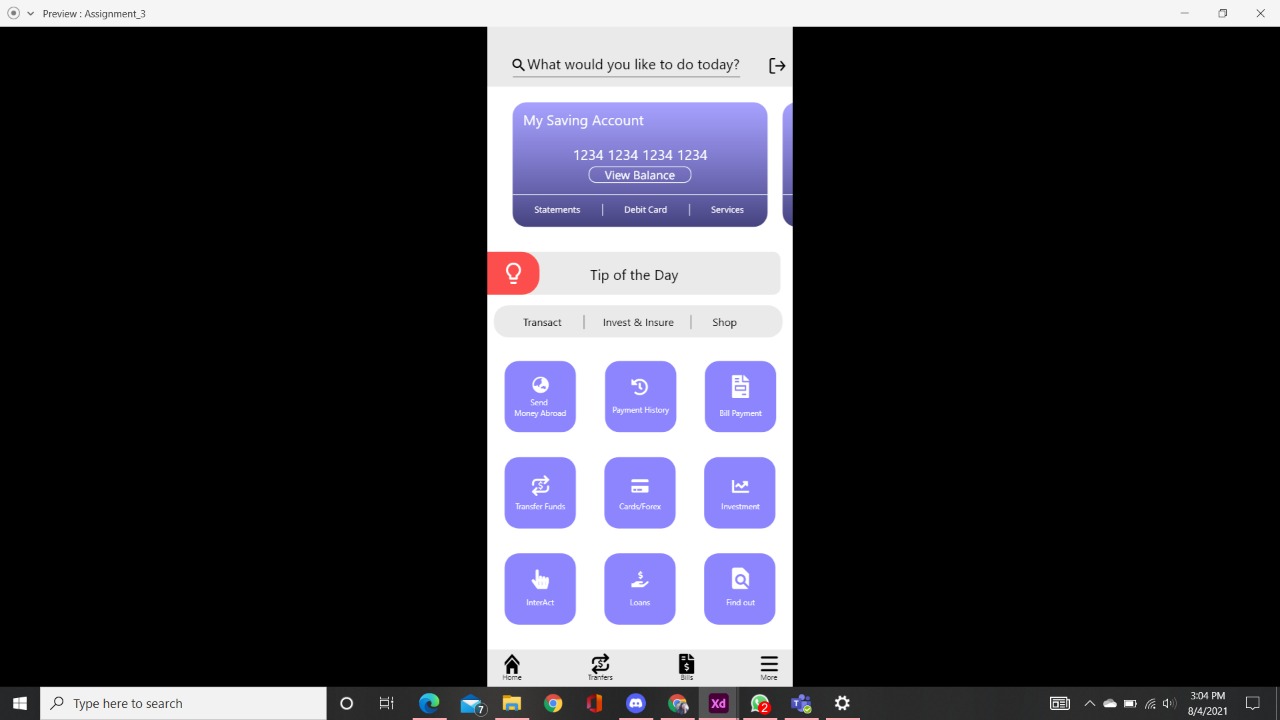 Preview : Assignment_3
What would you like to do today?
My Saving Account
1234 1234 1234 1234
View Balance
Statements | Debit Card | Services
Tip of the Day
Transact | Invest & Insure | Shop
Send
Money Abroad
Payment History
Bill Payment
Transfer Funds
Cards/Forex
Investment
InterAct
Loans
Find out
Home
Tranfers
Bills
More
Type here to search
7
Xd
2
3:04 PM
8/4/2021